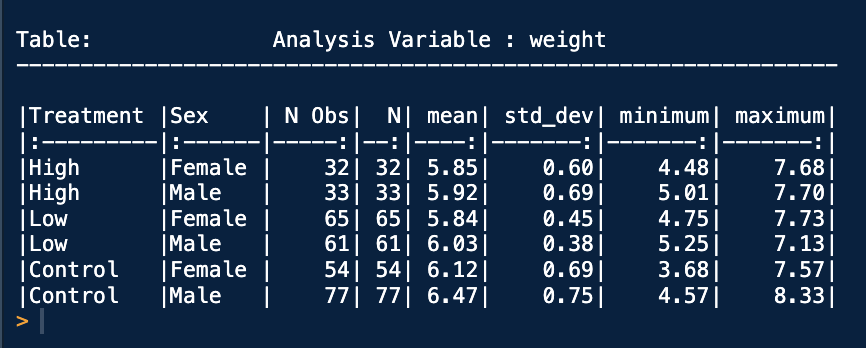 Table:                Analysis Variable : weight
----------------------------------------------------------------
|Treatment |Sex    | N Obs|  N| mean| std_dev| minimum| maximum|
|:---------|:------|-----:|--:|----:|-------:|-------:|-------:|
|High      |Female |    32| 32| 5.85|    0.60|    4.48|    7.68|
|High      |Male   |    33| 33| 5.92|    0.69|    5.01|    7.70|
|Low       |Female |    65| 65| 5.84|    0.45|    4.75|    7.73|
|Low       |Male   |    61| 61| 6.03|    0.38|    5.25|    7.13|
|Control   |Female |    54| 54| 6.12|    0.69|    3.68|    7.57|
|Control   |Male   |    77| 77| 6.47|    0.75|    4.57|    8.33|
>